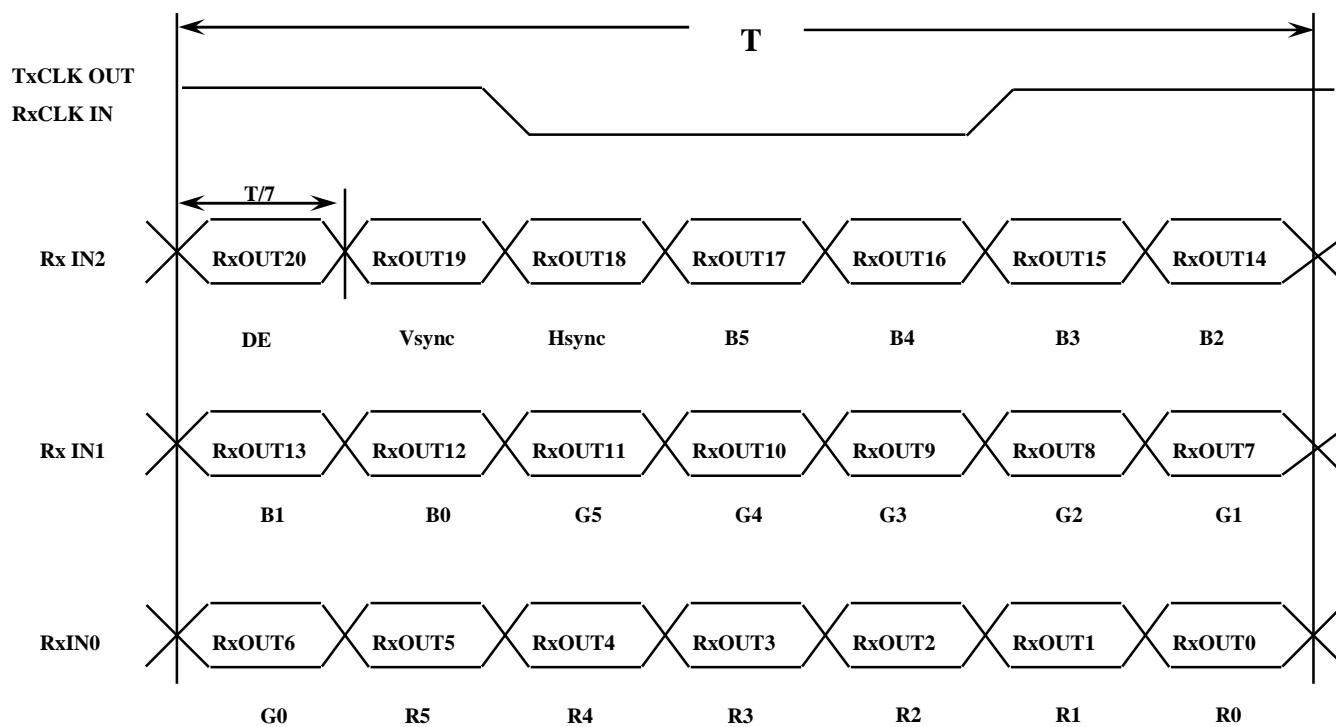 T
TxCLK OUT
RxCLK IN
T/7
Rx IN2 RxOUT20 RxOUT19 RxOUT18 RxOUT17 RxOUT16 RxOUT15 RxOUT14
DE Vsync Hsync B5 B4 B3 B2
Rx IN1 RxOUT13 RxOUT12 RxOUT11 RxOUT10 RxOUT9 RxOUT8 RxOUT7
B1 B0 G5 G4 G3 G2 G1
RxIN0 RxOUT6 RxOUT5 RxOUT4 RxOUT3 RxOUT2 RxOUT1 RxOUT0
G0 R5 R4 R3 R2 R1 R0